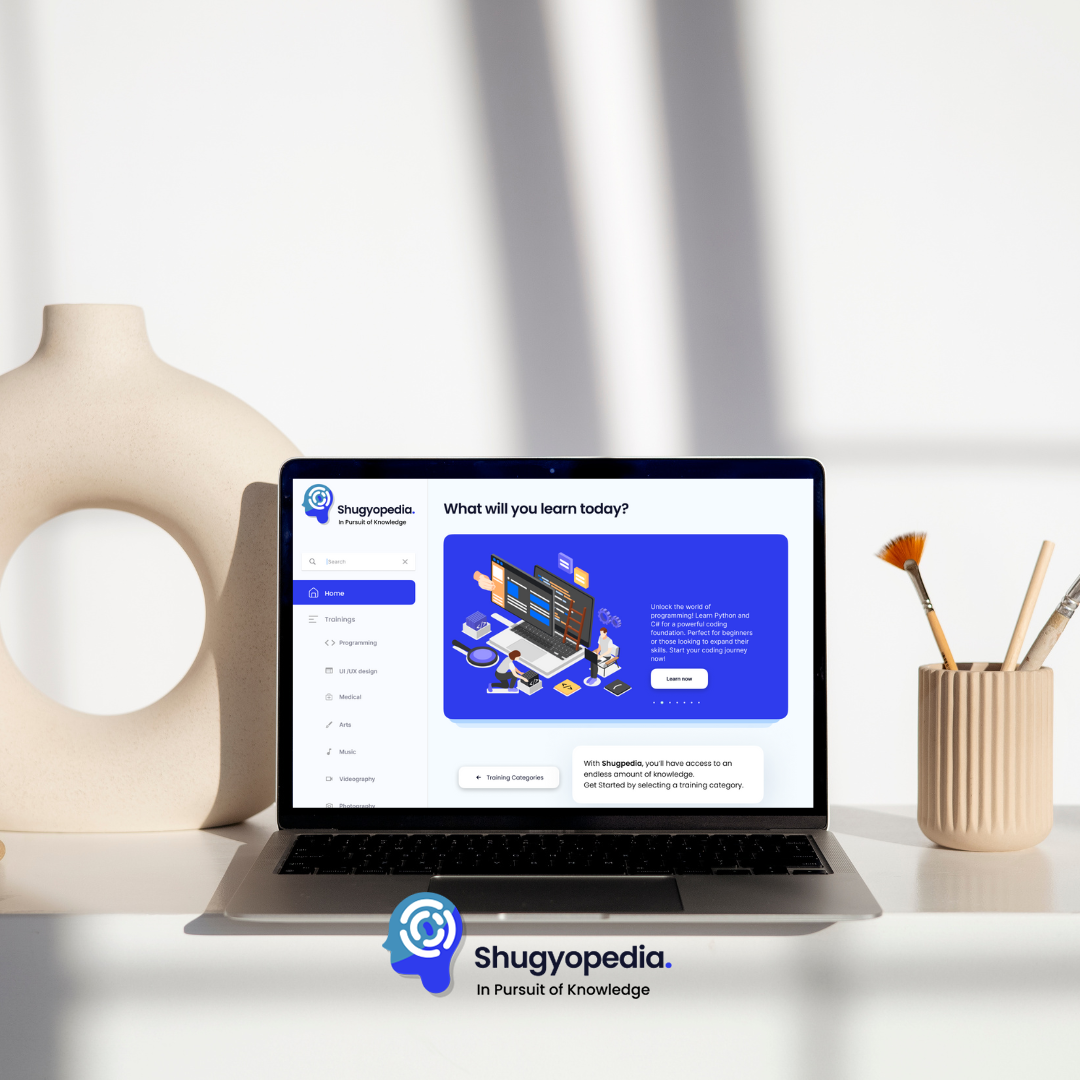 Shugyopedia.
In Pursuit of Knowledge
Search
Home
Trainings
Programming
UI /UX design
Medical
Arts
Music
Videography
Photography
What will you learn today?
Unlock the world of
programming! Learn Python and
C# for a powerful coding
foundation. Perfect for beginners
or those looking to expand their
skills. Start your coding journey
now!
Learn now
Training Categories
With Shugpedia, you'll have access to an
endless amount of knowledge.
Get Started by selecting a training category.
Shugyopedia.
In Pursuit of Knowledge